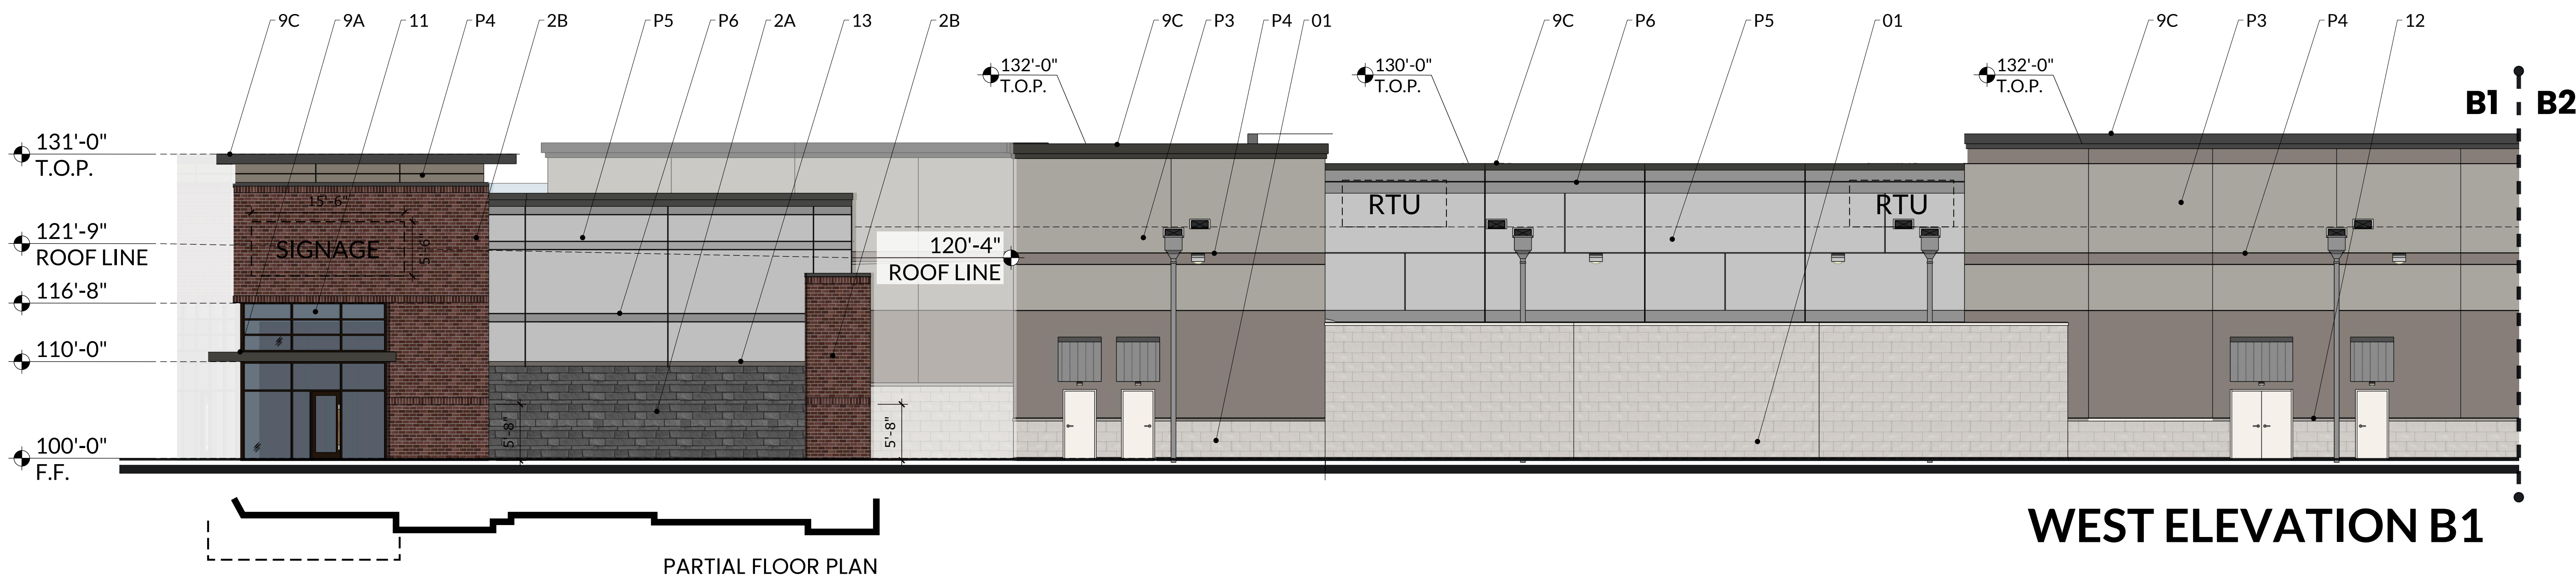 9C 9A 11 P4 2B P5 P6 2A 13 2B 9C P3 P4 01 9C P6 P5 01 9C P3 P4 12
132'-0"
T.O.P.
130'-0"
T.O.P.
132'-0"
T.O.P.
B1 B2
131'-0"
T.O.P.
15'-6"
SIGNAGE
5'-6"
RTU
RTU
121'-9"
ROOF LINE
120'-4"
ROOF LINE
116'-8"
110'-0"
5'-8"
5'-8"
100'-0"
F.F.
WEST ELEVATION B1
PARTIAL FLOOR PLAN